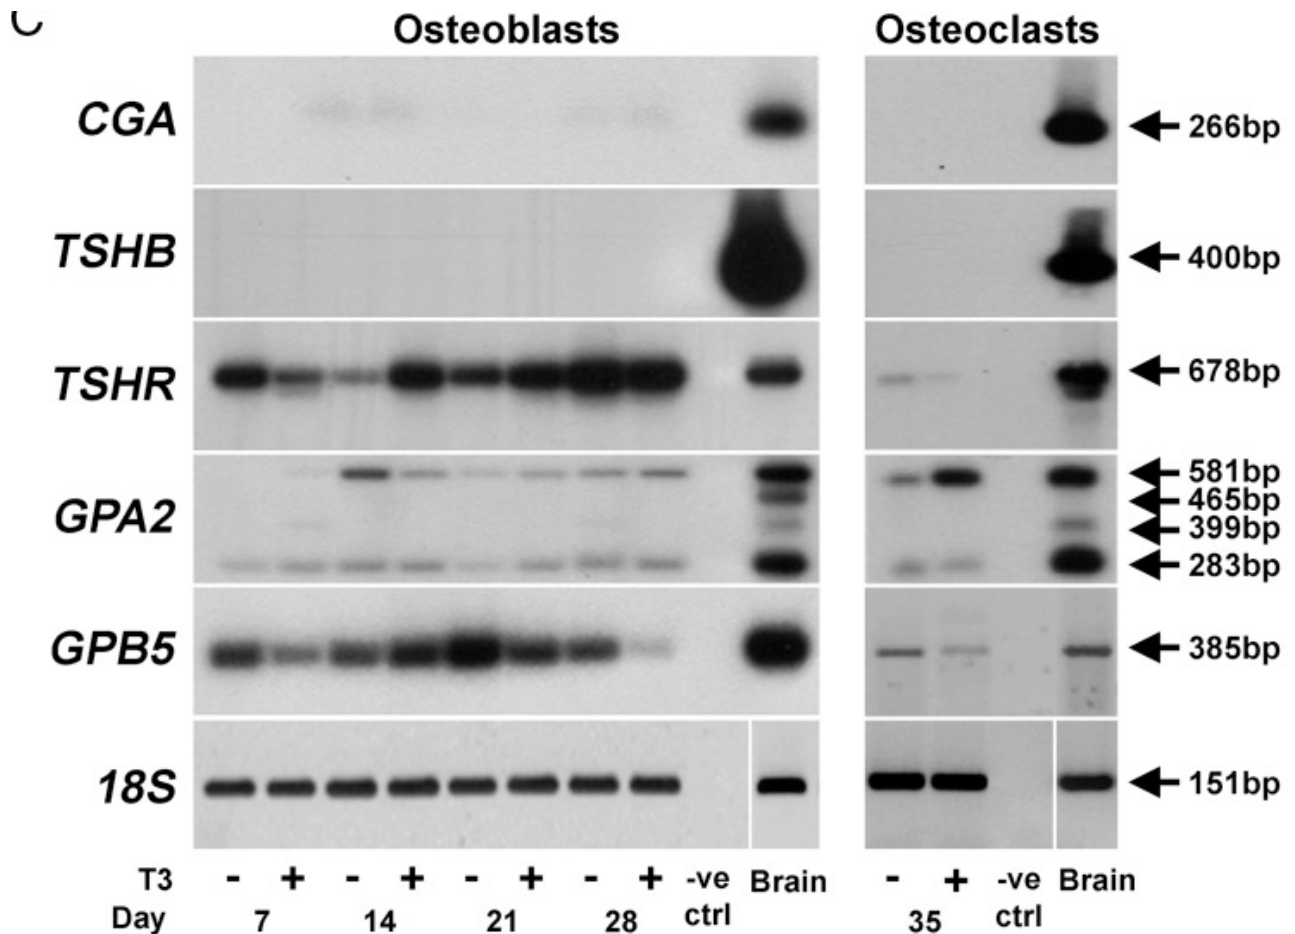 C
Osteoblasts Osteoclasts
CGA 266bp
TSHB 400bp
TSHR 678bp
GPA2 581bp
465bp
399bp
283bp
GPB5 385bp
18S 151bp
T3 - + - + - + - + -ve Brain - + -ve Brain
Day 7 14 21 28 ctrl 35 ctrl